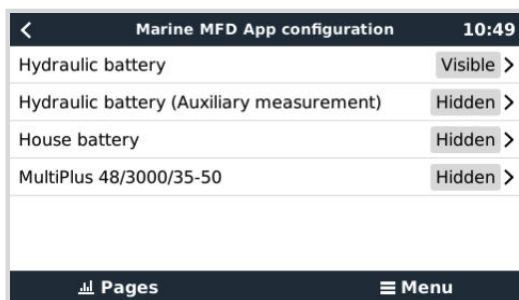 Marine MFD App configuration 10:49
Hydraulic battery Visible
Hydraulic battery (Auxiliary measurement) Hidden
House battery Hidden
MultiPlus 48/3000/35-50 Hidden
Pages Menu